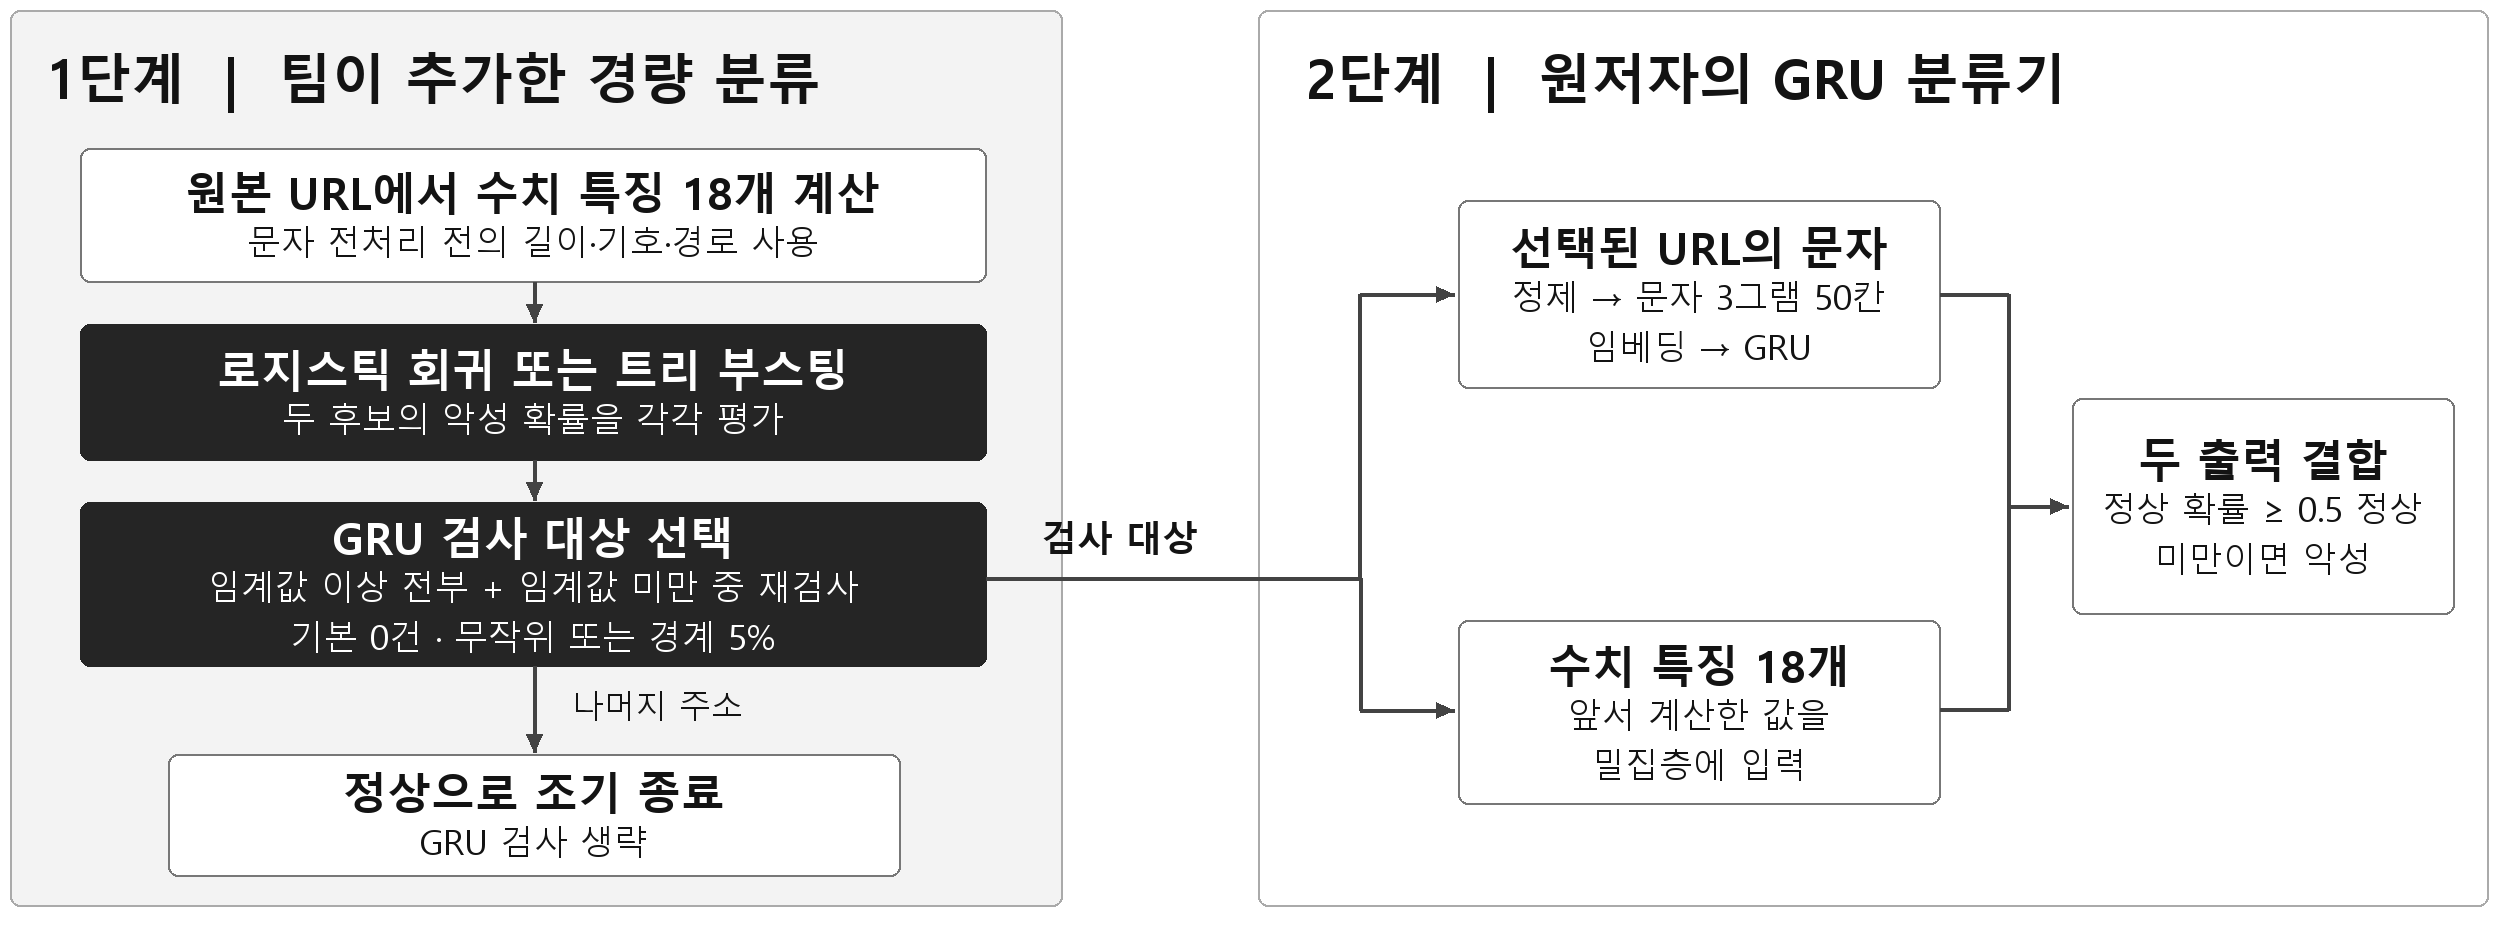 1단계 | 팀이 추가한 경량 분류
원본 URL에서 수치 특징 18개 계산
문자 전처리 전의 길이·기호·경로 사용
로지스틱 회귀 또는 트리 부스팅
두 후보의 악성 확률을 각각 평가
GRU 검사 대상 선택
임계값 이상 전부 + 임계값 미만 중 재검사
기본 0건 · 무작위 또는 경계 5%
나머지 주소
정상으로 조기 종료
GRU 검사 생략
검사 대상
2단계 | 원저자의 GRU 분류기
선택된 URL의 문자
정제 → 문자 3그램 50칸
임베딩 → GRU
수치 특징 18개
앞서 계산한 값을
밀집층에 입력
두 출력 결합
정상 확률 ≥ 0.5 정상
미만이면 악성